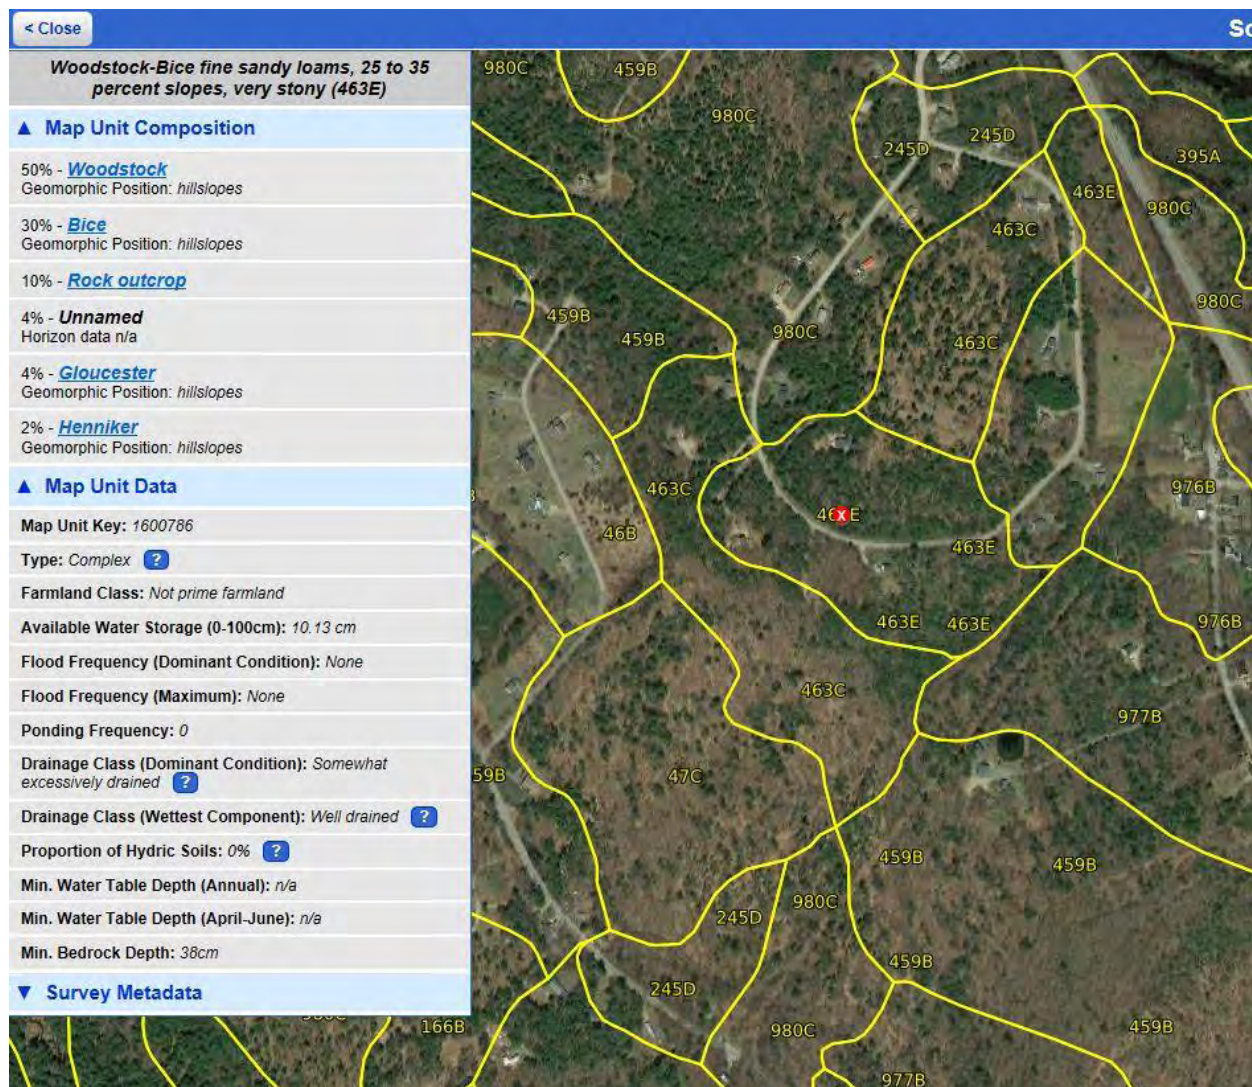 < Close
Woodstock-Bice fine sandy loams, 25 to 35
percent slopes, very stony (463E)
▲ Map Unit Composition
50% - Woodstock
Geomorphic Position: hillslopes
30% - Bice
Geomorphic Position: hillslopes
10% - Rock outcrop
4% - Unnamed
Horizon data n/a
4% - Gloucester
Geomorphic Position: hillslopes
2% - Henniker
Geomorphic Position: hillslopes
▲ Map Unit Data
Map Unit Key: 1600786
Type: Complex ?
Farmland Class: Not prime farmland
Available Water Storage (0-100cm): 10.13 cm
Flood Frequency (Dominant Condition): None
Flood Frequency (Maximum): None
Ponding Frequency: 0
Drainage Class (Dominant Condition): Somewhat
excessively drained ?
Drainage Class (Wettest Component): Well drained ?
Proportion of Hydric Soils: 0% ?
Min. Water Table Depth (Annual): n/a
Min. Water Table Depth (April-June): n/a
Min. Bedrock Depth: 38cm
▼ Survey Metadata
980C
459B
980C
245D
245D
395A
463E
980C
463C
980C
459B
459B
980C
463C
463C
976B
X
46B
463E
463E
463E
976B
463C
977B
59B
47C
459B
459B
980C
245D
459B
245D
166B
980C
459B
977B